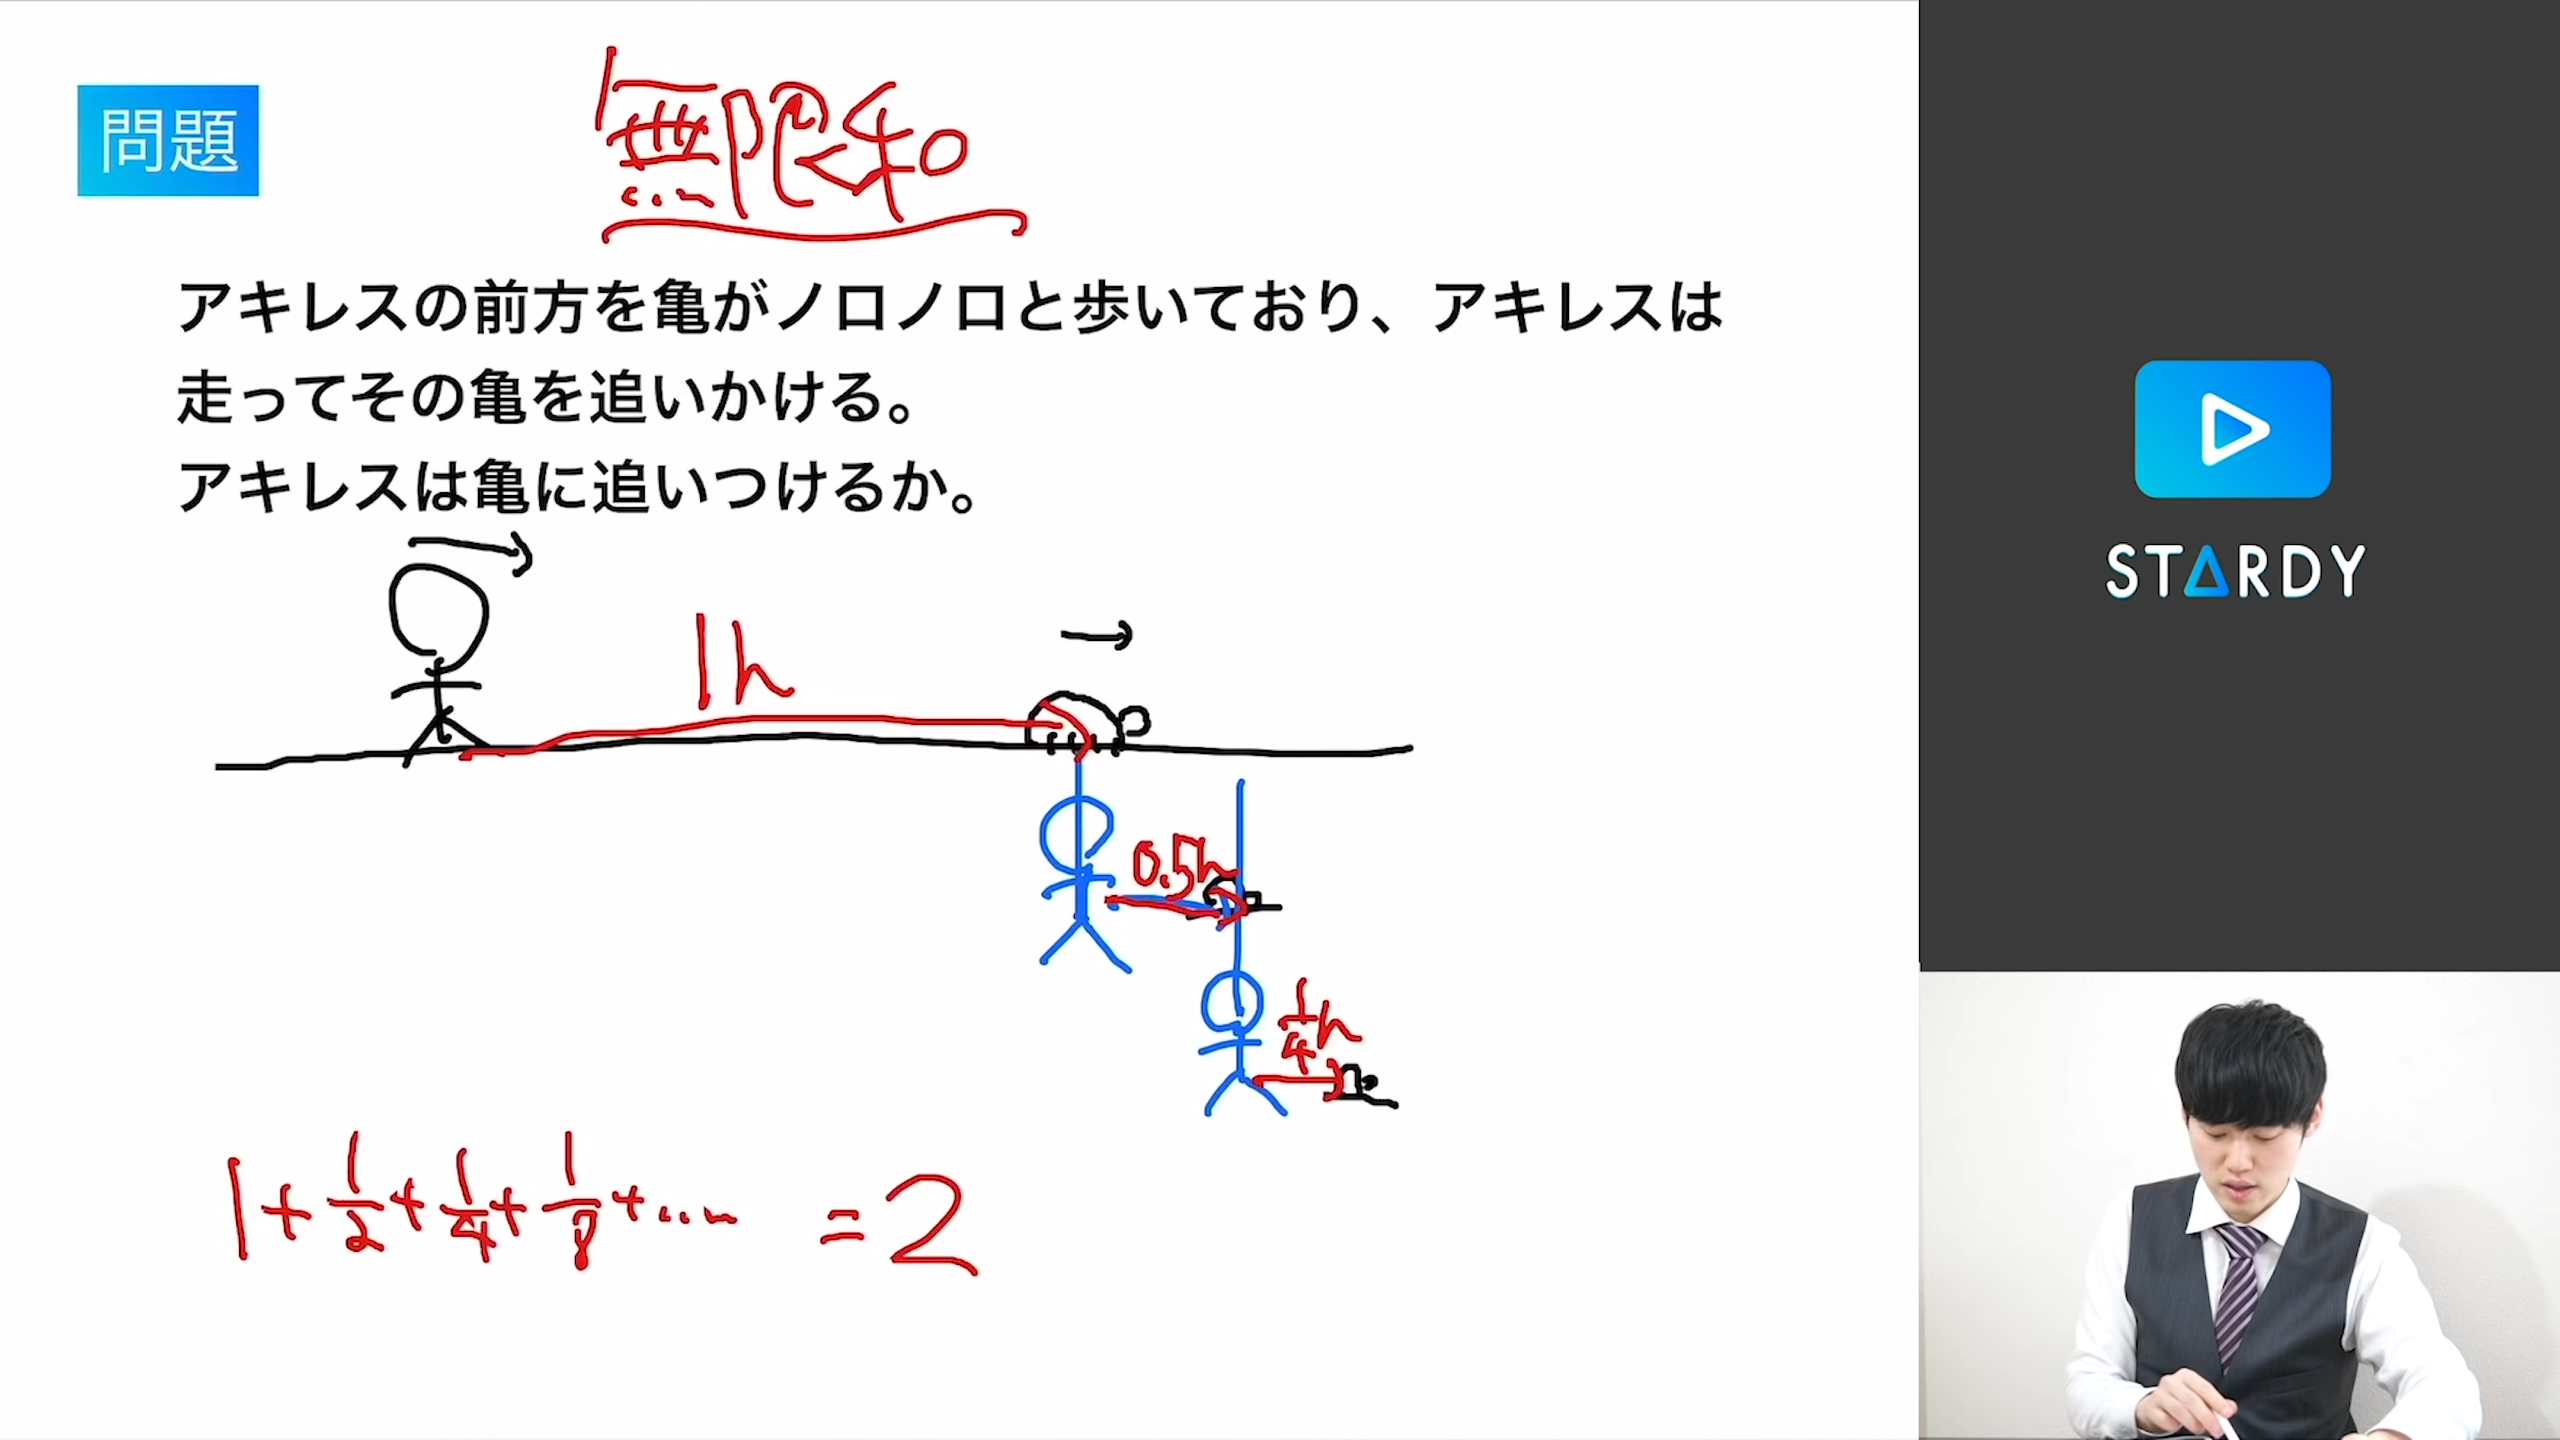 問題
無限和
アキレスの前方を亀がノロノロと歩いており、アキレスは
走ってその亀を追いかける。
アキレスは亀に追いつけるか。
1h
0.5h
1/4 h
1+1/2+1/4+1/8+…… =2
STARDY